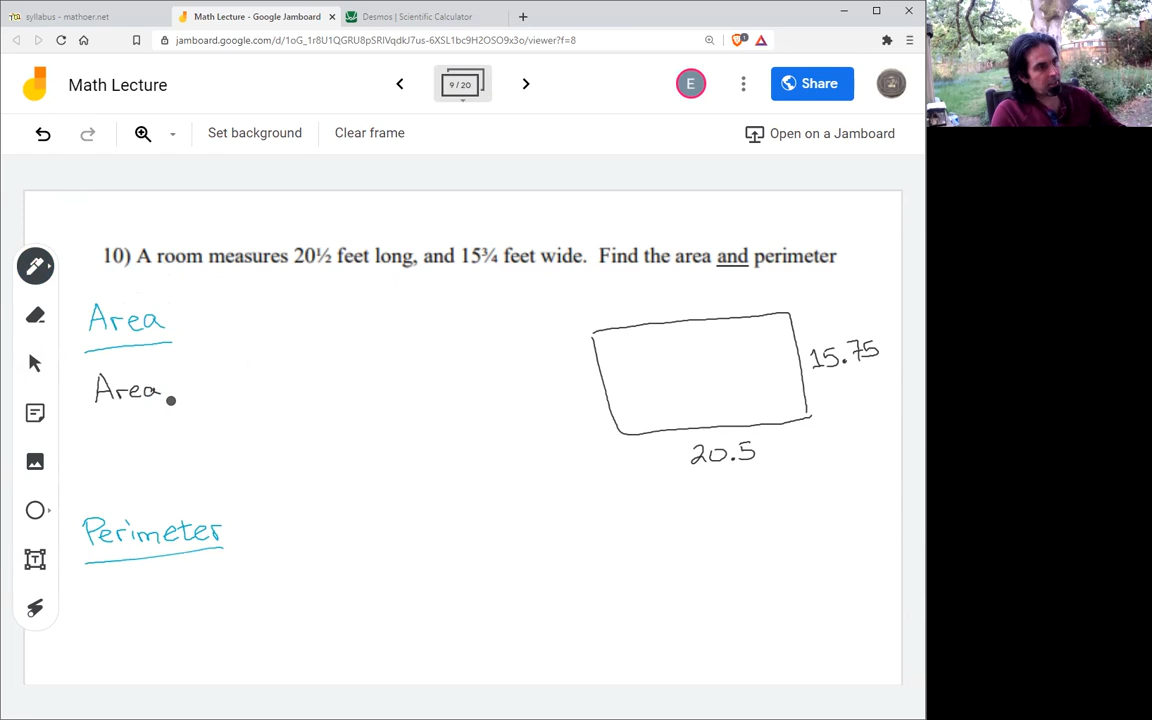 syllabus - mathoer.net
Math Lecture - Google Jamboard
Desmos | Scientific Calculator
jamboard.google.com/d/1oG_1r8U1QGRU8pSRlVqdkJ7us-6XSL1bc9H2OSO9x3o/viewer?f=8
Math Lecture
9 / 20
E
Share
Set background
Clear frame
Open on a Jamboard
10) A room measures 20½ feet long, and 15¾ feet wide. Find the area and perimeter
Area
15.75
Area
20.5
Perimeter